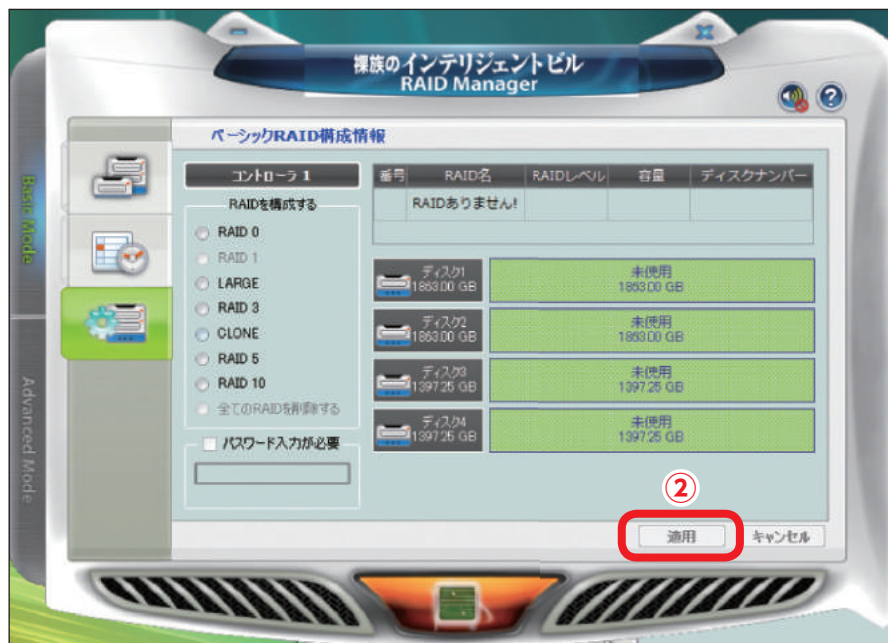 裸族のインテリジェントビル
RAID Manager
Basic Mode
Advanced Mode
ベーシックRAID構成情報
コントローラ 1
RAIDを構成する
RAID 0
RAID 1
LARGE
RAID 3
CLONE
RAID 5
RAID 10
全てのRAIDを削除する
パスワード入力が必要
番号 RAID名 RAIDレベル 容量 ディスクナンバー
RAIDありません!
ディスク1
1863.00 GB
未使用
1863.00 GB
ディスク2
1863.00 GB
未使用
1863.00 GB
ディスク3
1397.25 GB
未使用
1397.25 GB
ディスク4
1397.25 GB
未使用
1397.25 GB
②
適用
キャンセル